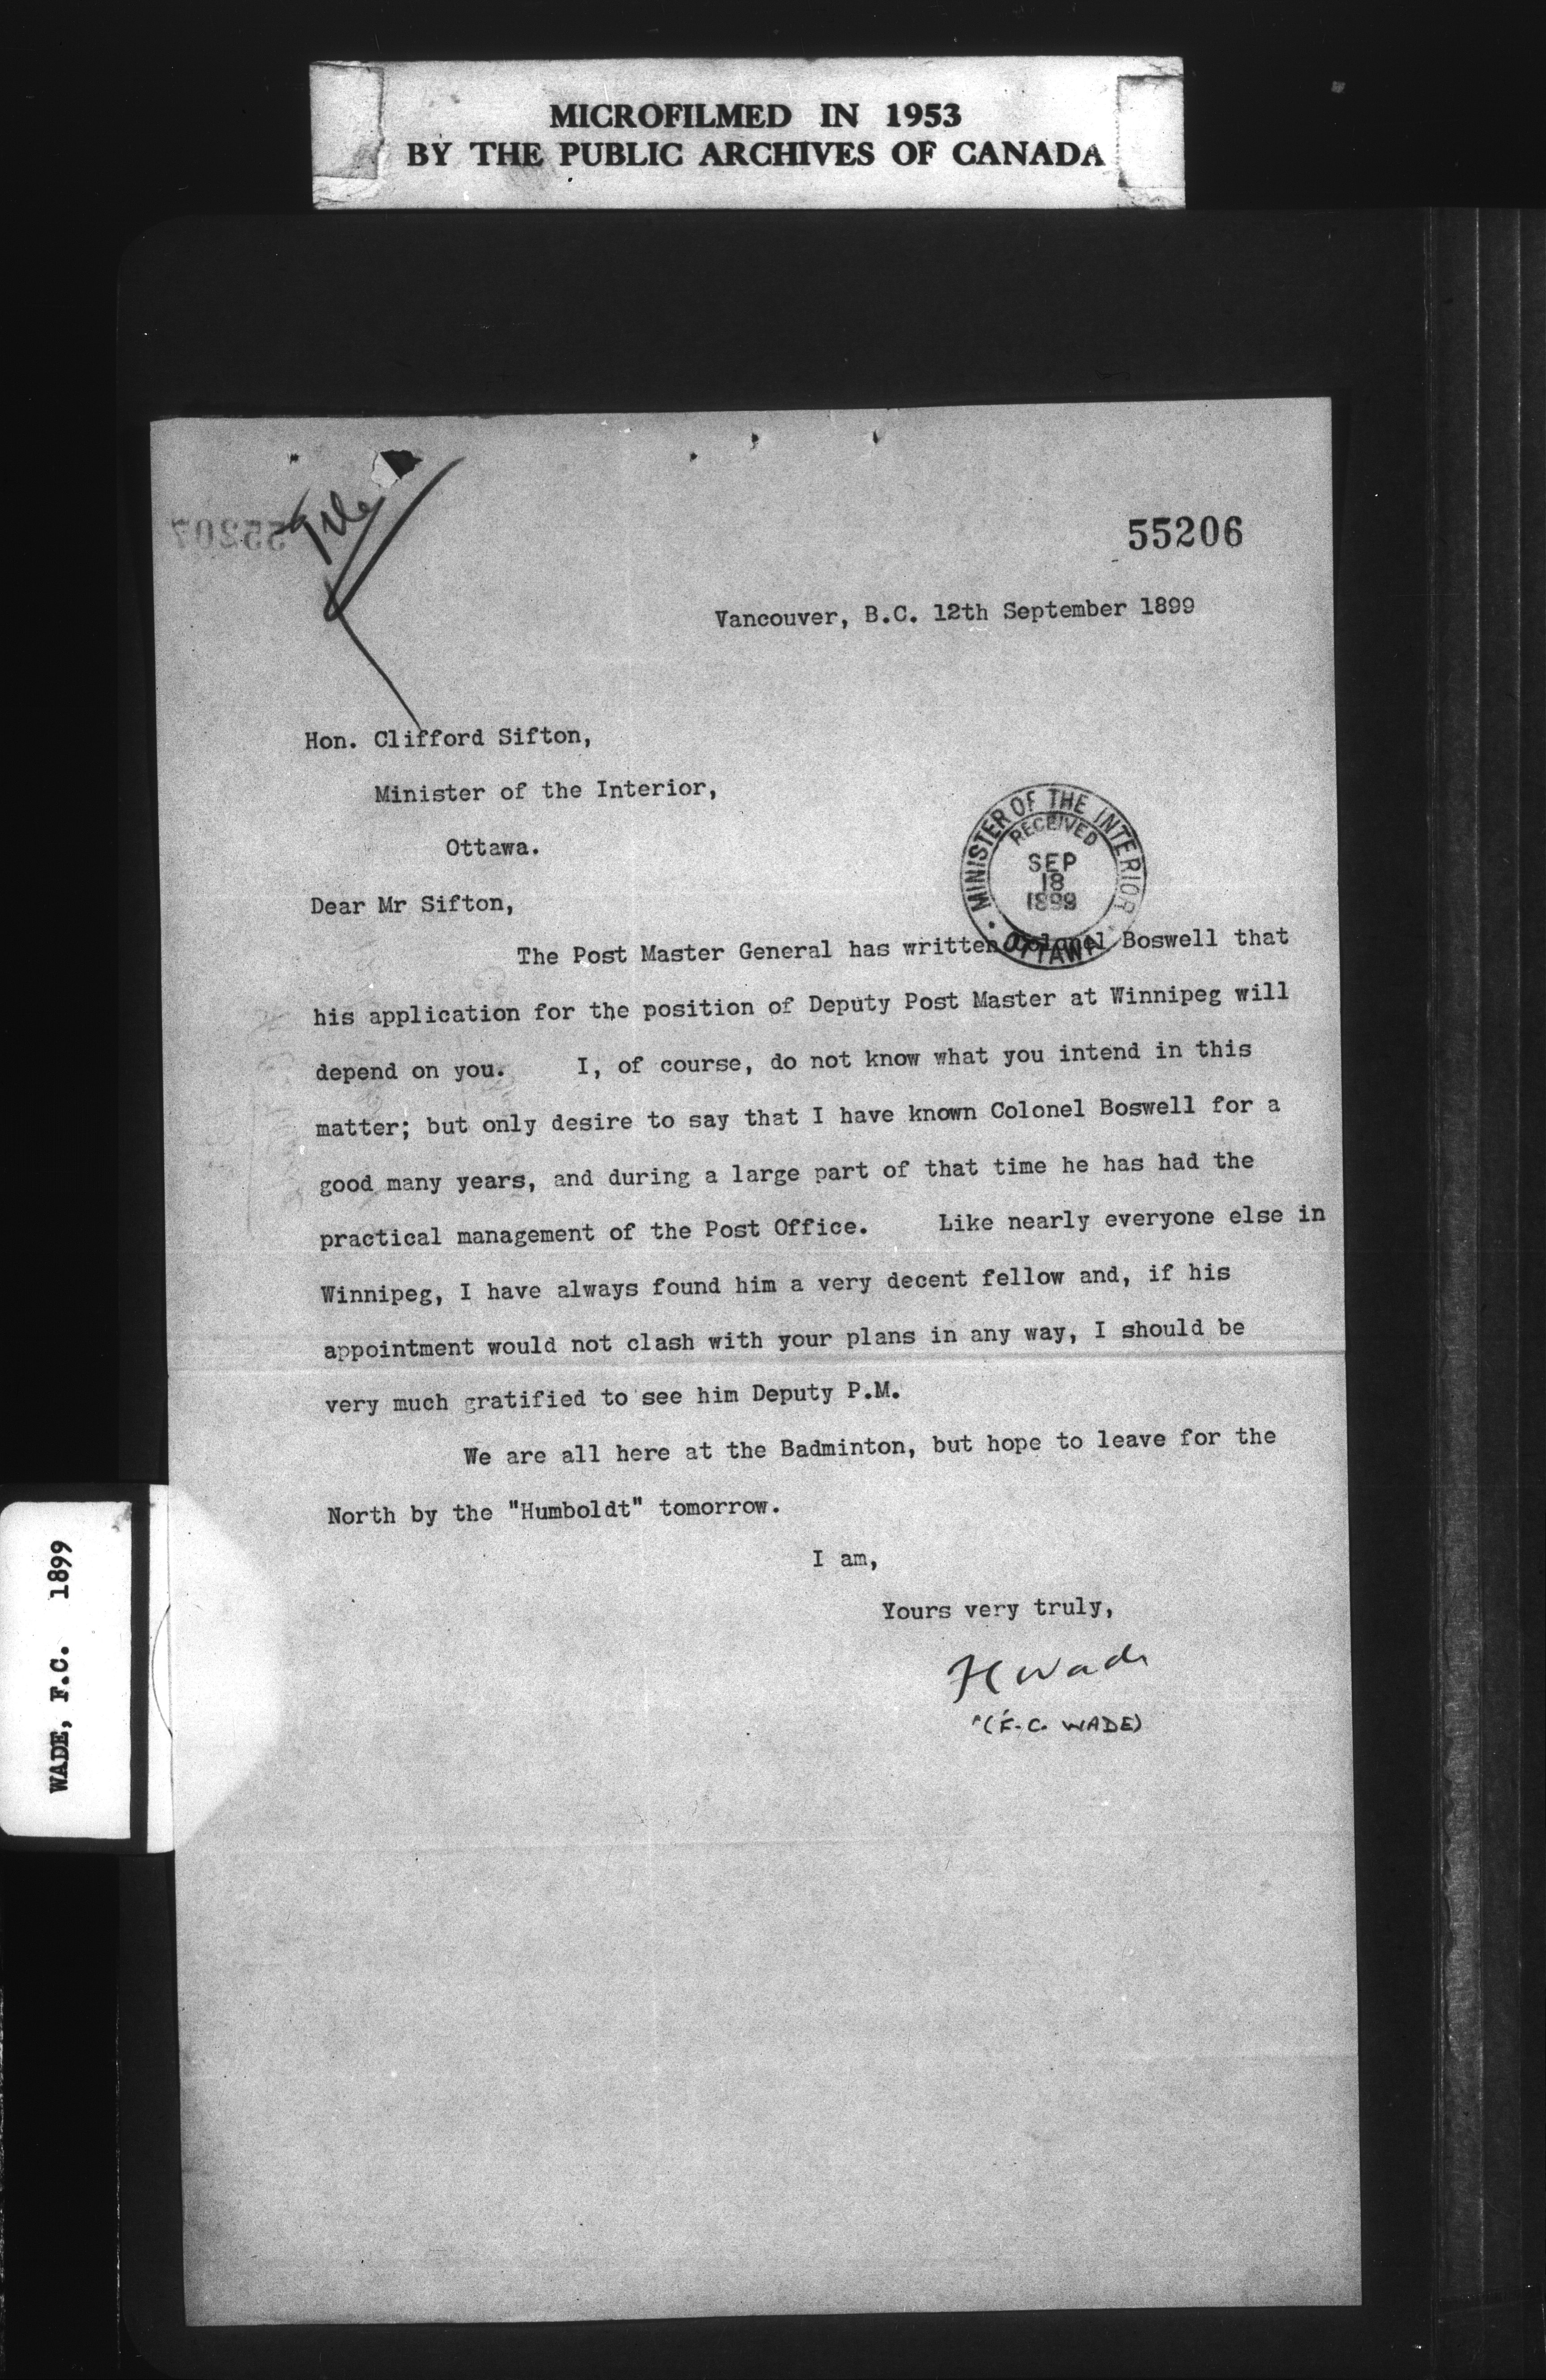 MICROFILMED IN 1953
BY THE PUBLIC ARCHIVES OF CANADA
File
55207
55206
Vancouver, B.C. 12th September 1899
Hon. Clifford Sifton,
Minister of the Interior,
Ottawa.
MINISTER OF THE INTERIOR
RECEIVED
SEP
18
1899
OTTAWA
Dear Mr Sifton,
The Post Master General has written Colonel Boswell that
his application for the position of Deputy Post Master at Winnipeg will
depend on you. I, of course, do not know what you intend in this
matter; but only desire to say that I have known Colonel Boswell for a
good many years, and during a large part of that time he has had the
practical management of the Post Office. Like nearly everyone else in
Winnipeg, I have always found him a very decent fellow and, if his
appointment would not clash with your plans in any way, I should be
very much gratified to see him Deputy P.M.
We are all here at the Badminton, but hope to leave for the
North by the "Humboldt" tomorrow.
I am,
Yours very truly,
FCWade
(F.C. WADE)
WADE, F.C. 1899